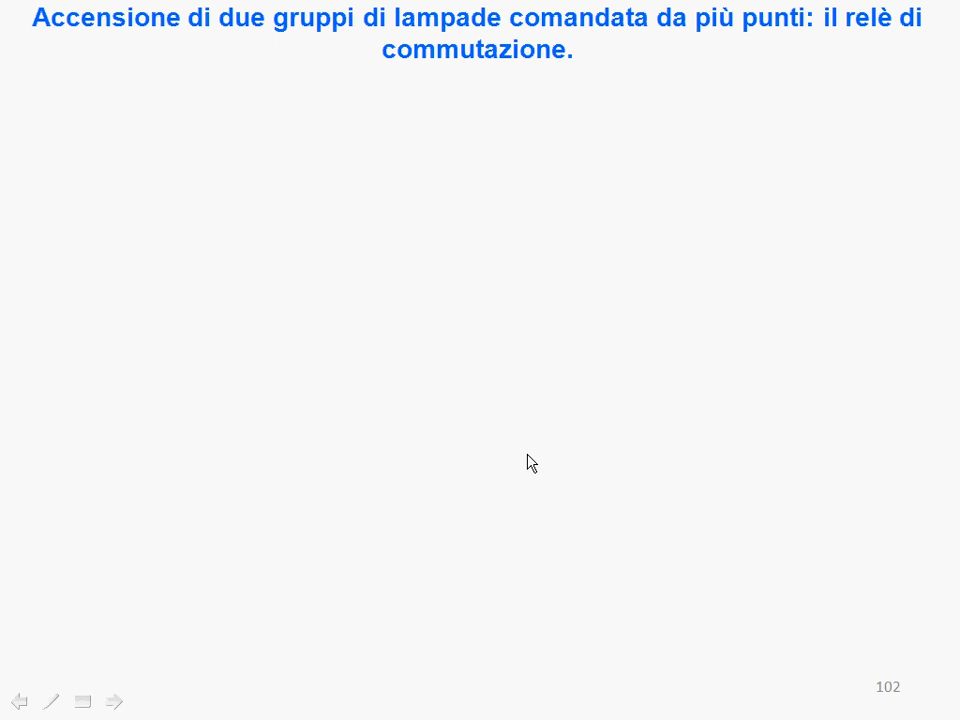 Accensione di due gruppi di lampade comandata da più punti: il relè di
commutazione.
102